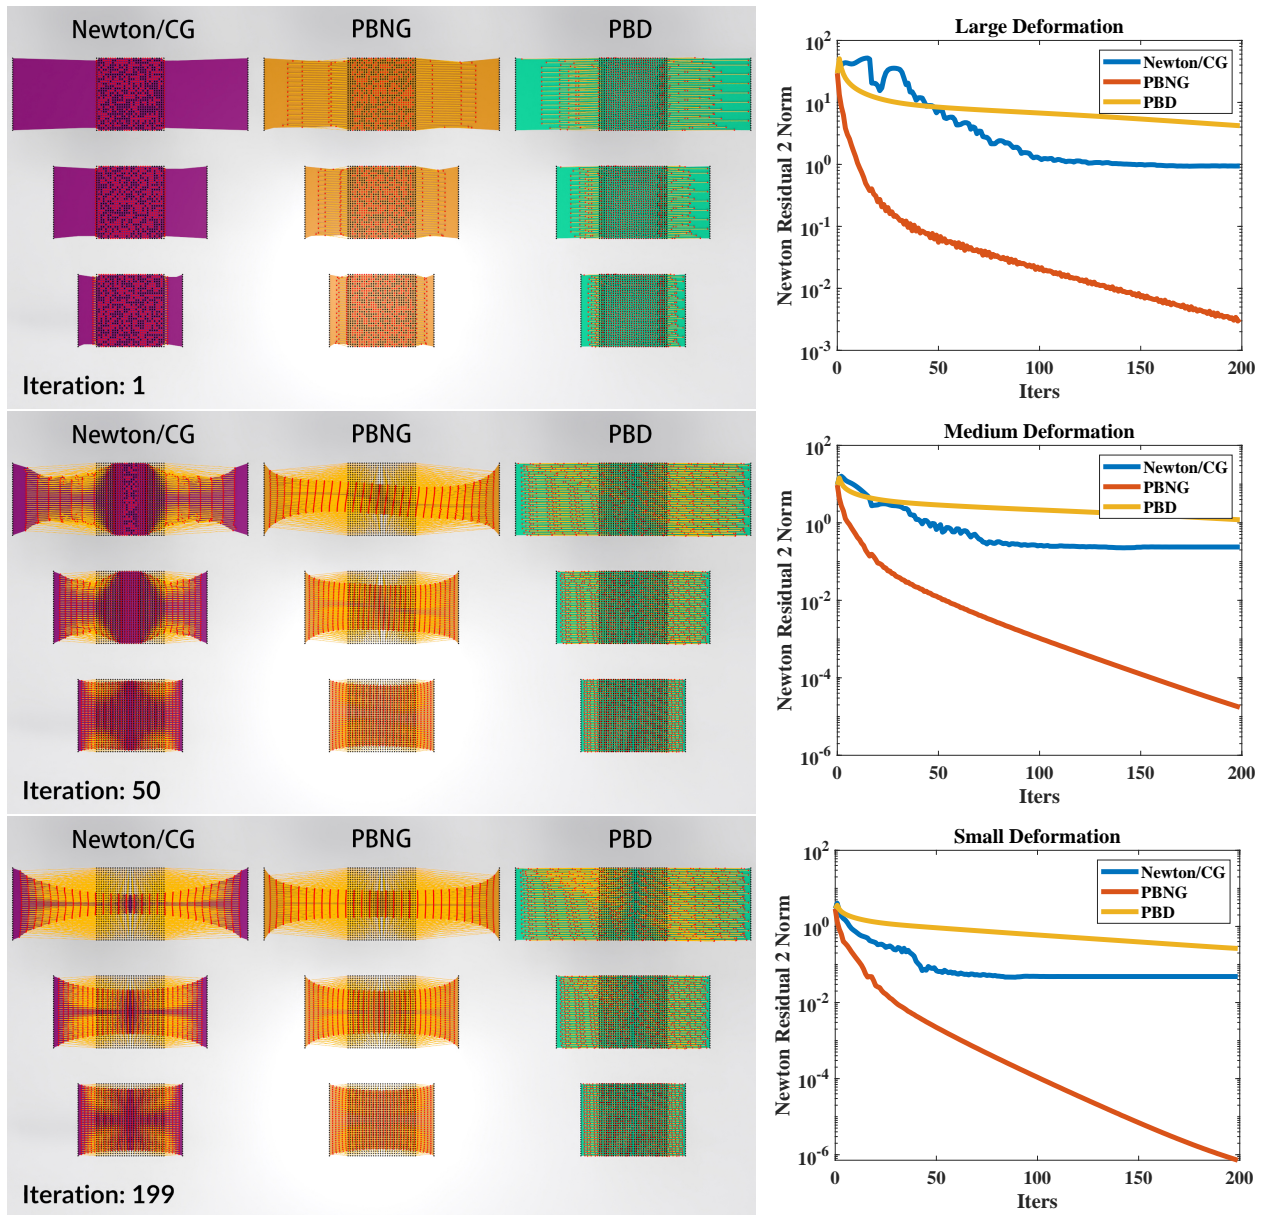 Newton/CG PBNG PBD
Iteration: 1
Large Deformation
Newton Residual 2 Norm
10^2
10^1
10^0
10^-1
10^-2
10^-3
0 50 100 150 200
Iters
Newton/CG
PBNG
PBD
Newton/CG PBNG PBD
Iteration: 50
Medium Deformation
Newton Residual 2 Norm
10^2
10^0
10^-2
10^-4
10^-6
0 50 100 150 200
Iters
Newton/CG
PBNG
PBD
Newton/CG PBNG PBD
Iteration: 199
Small Deformation
Newton Residual 2 Norm
10^2
10^0
10^-2
10^-4
10^-6
0 50 100 150 200
Iters
Newton/CG
PBNG
PBD